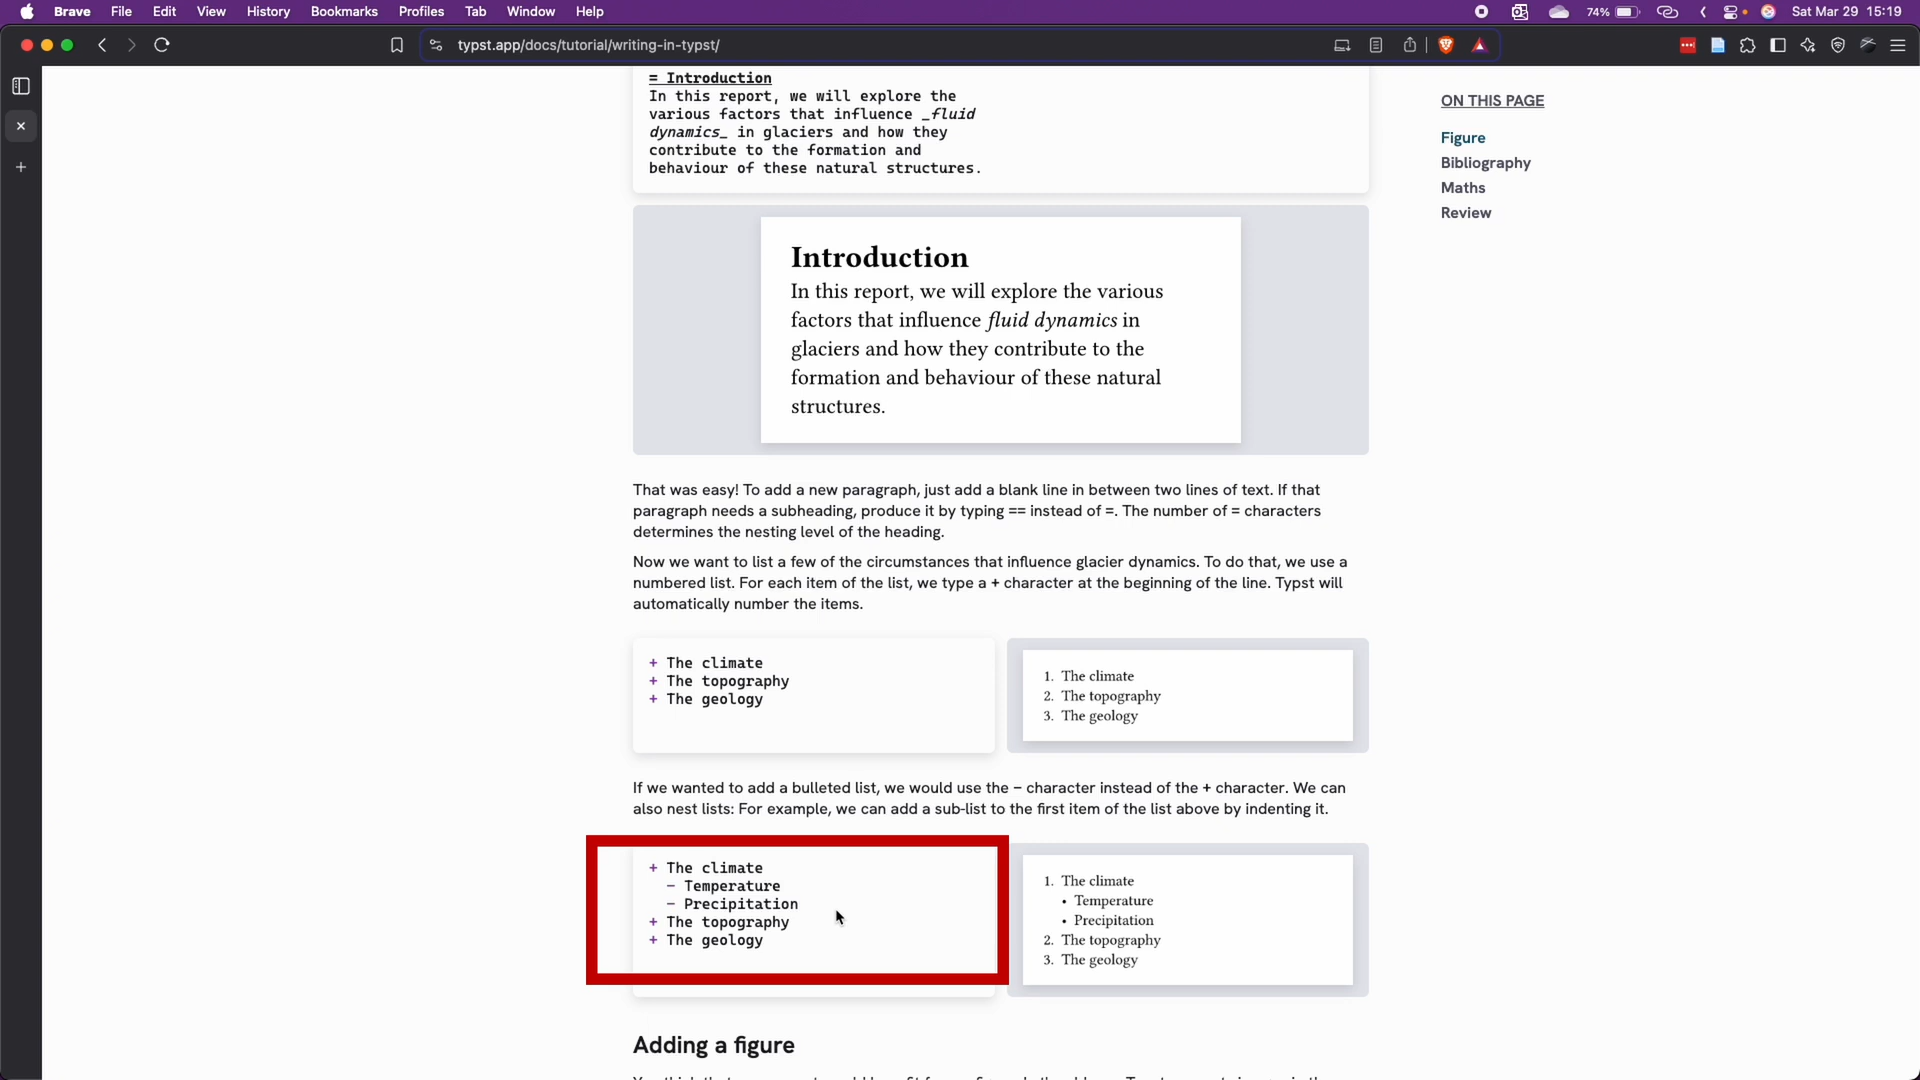 Brave File Edit View History Bookmarks Profiles Tab Window Help 74% Sat Mar 29 15:19
typst.app/docs/tutorial/writing-in-typst/
= Introduction
In this report, we will explore the
various factors that influence _fluid
dynamics_ in glaciers and how they
contribute to the formation and
behaviour of these natural structures.
Introduction
In this report, we will explore the various
factors that influence fluid dynamics in
glaciers and how they contribute to the
formation and behaviour of these natural
structures.
That was easy! To add a new paragraph, just add a blank line in between two lines of text. If that
paragraph needs a subheading, produce it by typing == instead of =. The number of = characters
determines the nesting level of the heading.
Now we want to list a few of the circumstances that influence glacier dynamics. To do that, we use a
numbered list. For each item of the list, we type a + character at the beginning of the line. Typst will
automatically number the items.
+ The climate
+ The topography
+ The geology
1. The climate
2. The topography
3. The geology
If we wanted to add a bulleted list, we would use the - character instead of the + character. We can
also nest lists: For example, we can add a sub-list to the first item of the list above by indenting it.
+ The climate
- Temperature
- Precipitation
+ The topography
+ The geology
1. The climate
• Temperature
• Precipitation
2. The topography
3. The geology
Adding a figure
ON THIS PAGE
Figure
Bibliography
Maths
Review